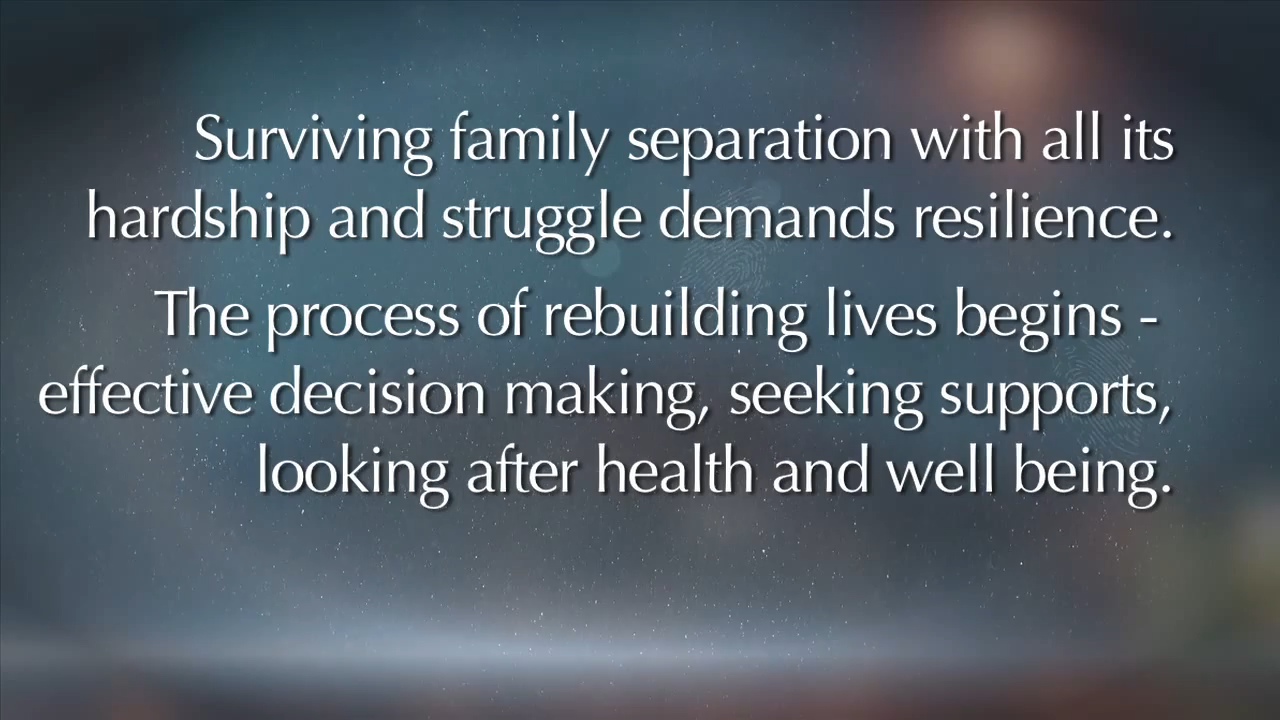 Surviving family separation with all its
hardship and struggle demands resilience.
The process of rebuilding lives begins -
effective decision making, seeking supports,
looking after health and well being.